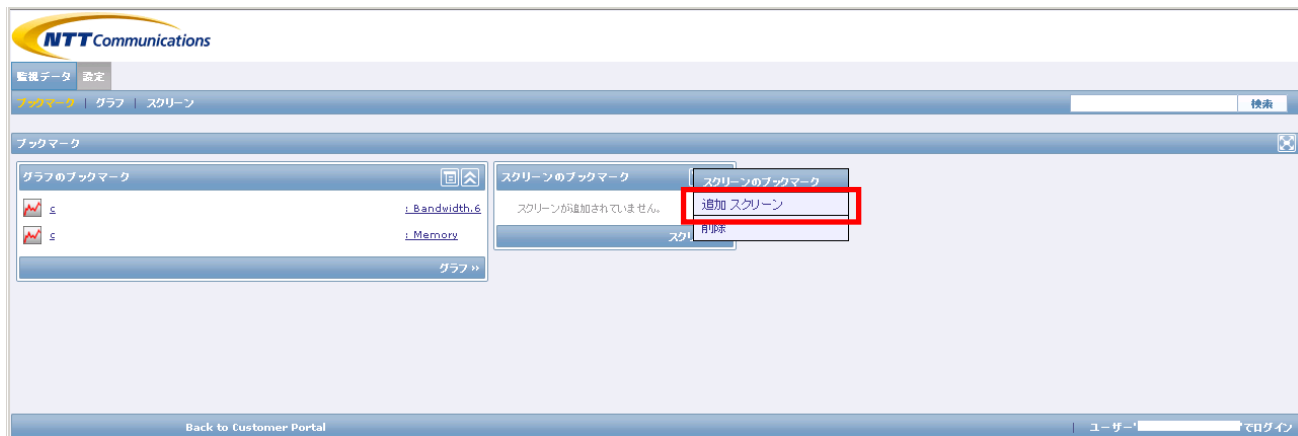 NTT Communications
監視データ 設定
ブックマーク | グラフ | スクリーン 検索
ブックマーク
グラフのブックマーク
c : Bandwidth.6
c : Memory
グラフ »
スクリーンのブックマーク
スクリーンが追加されていません。
スクリ
スクリーンのブックマーク
追加 スクリーン
削除
Back to Customer Portal | ユーザー' 'でログイン